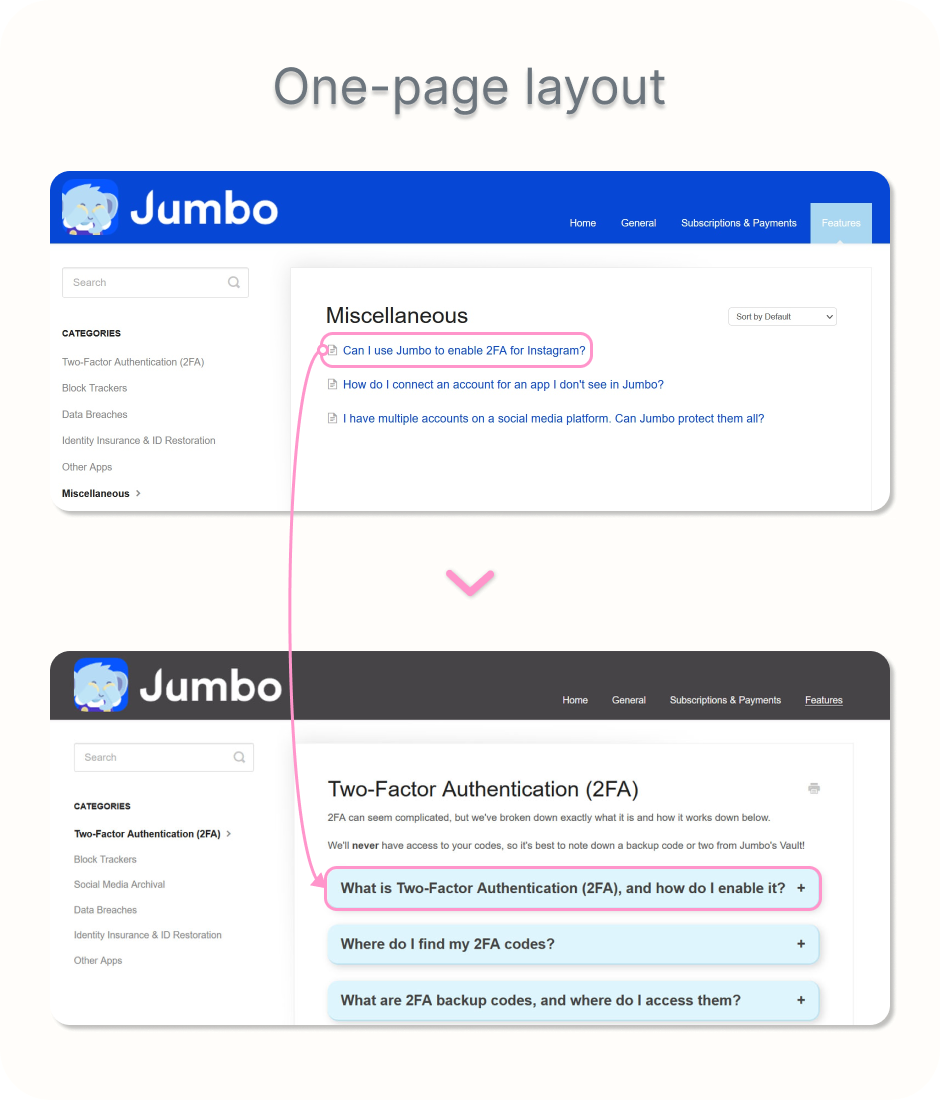 One-page layout
Jumbo
Home General Subscriptions & Payments Features
Search
CATEGORIES
Two-Factor Authentication (2FA)
Block Trackers
Data Breaches
Identity Insurance & ID Restoration
Other Apps
Miscellaneous
Miscellaneous
Sort by Default
Can I use Jumbo to enable 2FA for Instagram?
How do I connect an account for an app I don't see in Jumbo?
I have multiple accounts on a social media platform. Can Jumbo protect them all?
Jumbo
Home General Subscriptions & Payments Features
Search
CATEGORIES
Two-Factor Authentication (2FA)
Block Trackers
Social Media Archival
Data Breaches
Identity Insurance & ID Restoration
Other Apps
Two-Factor Authentication (2FA)
2FA can seem complicated, but we've broken down exactly what it is and how it works down below.
We'll never have access to your codes, so it's best to note down a backup code or two from Jumbo's Vault!
What is Two-Factor Authentication (2FA), and how do I enable it? +
Where do I find my 2FA codes? +
What are 2FA backup codes, and where do I access them? +